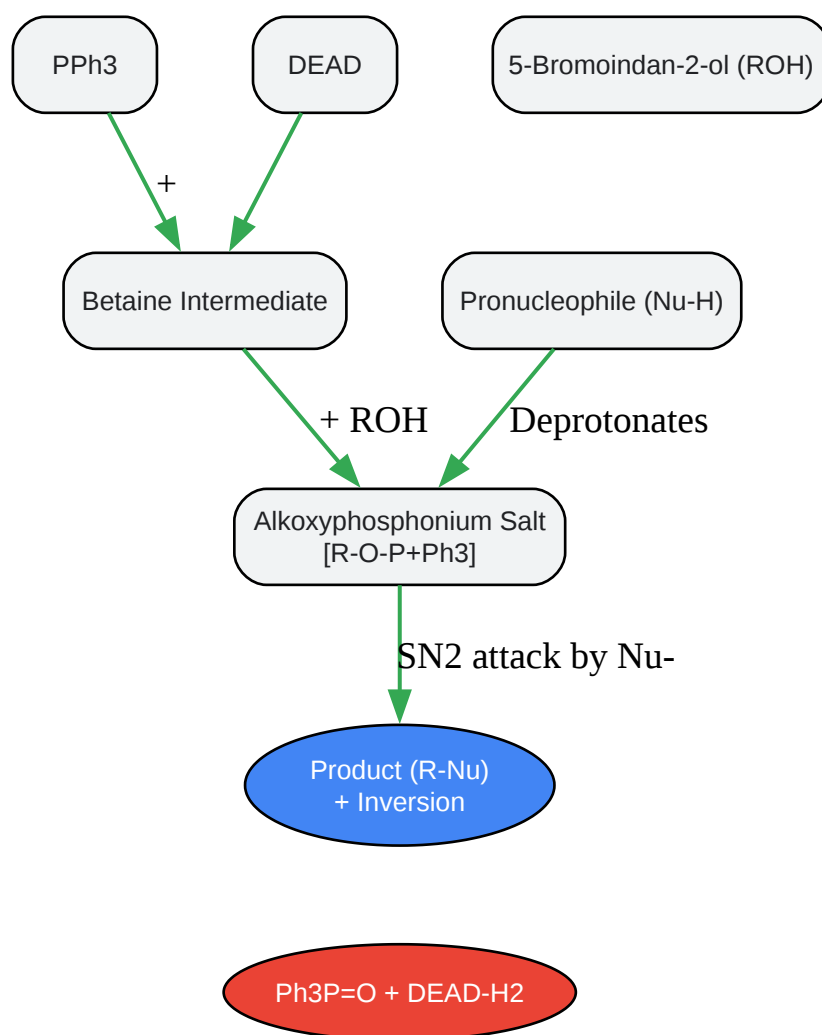 PPh3
DEAD
5-Bromoindan-2-ol (ROH)
+
Betaine Intermediate
Pronucleophile (Nu-H)
+ ROH
Deprotonates
Alkoxyphosphonium Salt
[R-O-P+Ph3]
SN2 attack by Nu-
Product (R-Nu)
+ Inversion
Ph3P=O + DEAD-H2